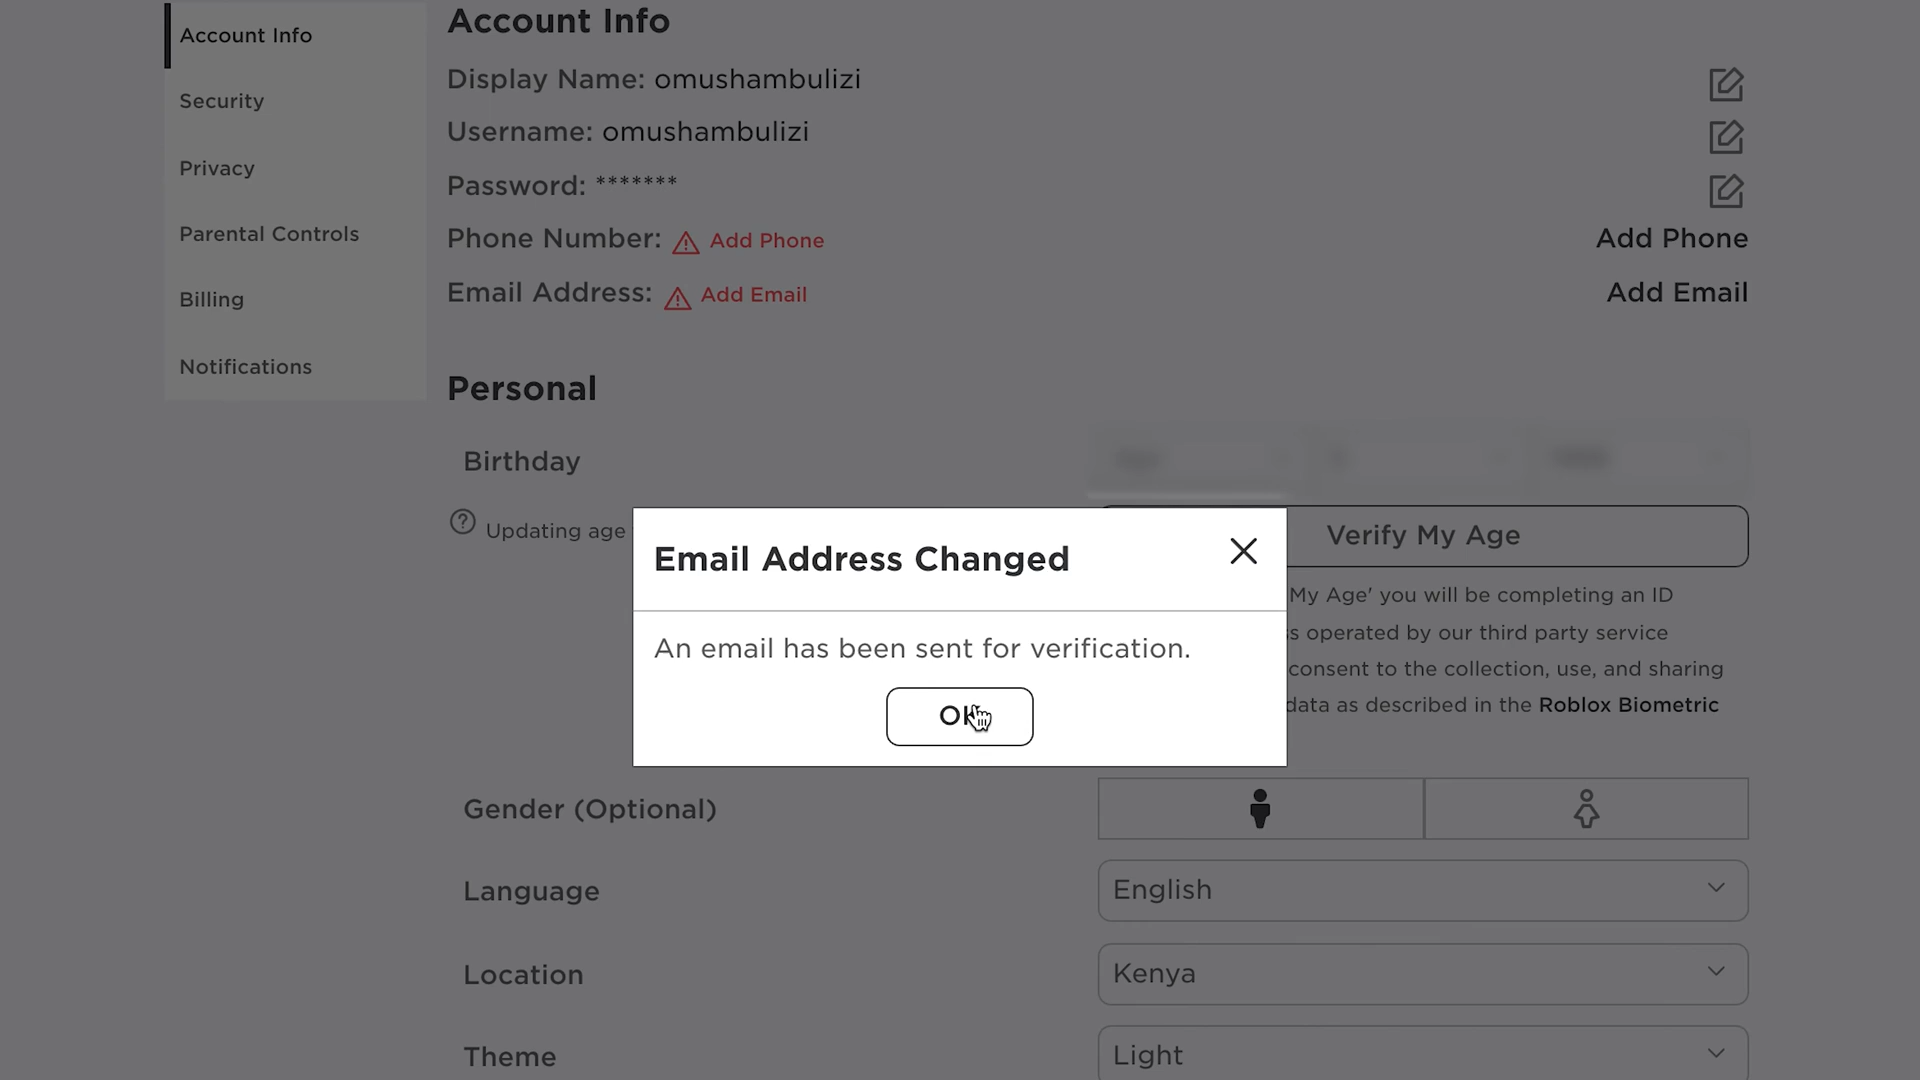 Account Info
Security
Privacy
Parental Controls
Billing
Notifications
Account Info
Display Name: omushambulizi
Username: omushambulizi
Password: *******
Phone Number: Add Phone
Add Phone
Email Address: Add Email
Add Email
Personal
Birthday
Updating age
Verify My Age
My Age' you will be completing an ID
operated by our third party service
consent to the collection, use, and sharing
data as described in the Roblox Biometric
Email Address Changed
An email has been sent for verification.
OK
Gender (Optional)
Language
English
Location
Kenya
Theme
Light